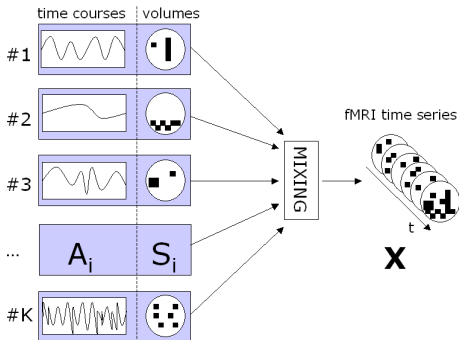 time courses volumes
#1
#2
fMRI time series
#3
MIXING
t
... A i S i
X
#K